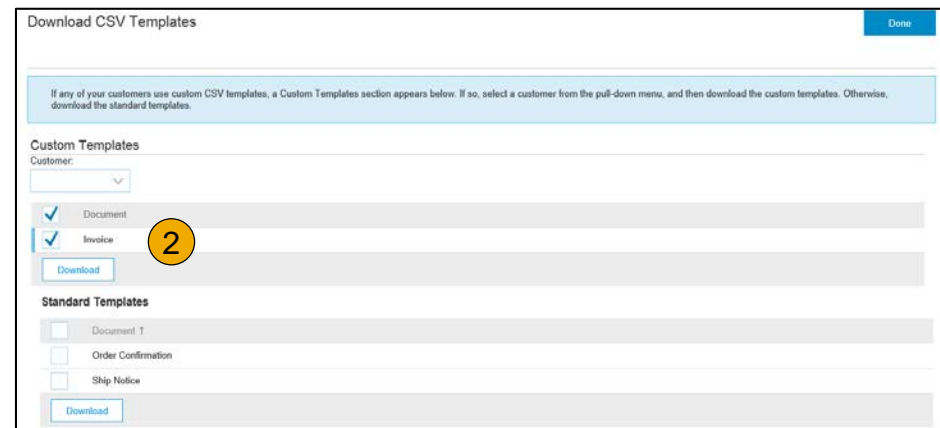 Download CSV Templates
Done
If any of your customers use custom CSV templates, a Custom Templates section appears below. If so, select a customer from the pull-down menu, and then download the custom templates. Otherwise,
download the standard templates.
Custom Templates
Customer:
Document
Invoice
2
Download
Standard Templates
Document ↑
Order Confirmation
Ship Notice
Download